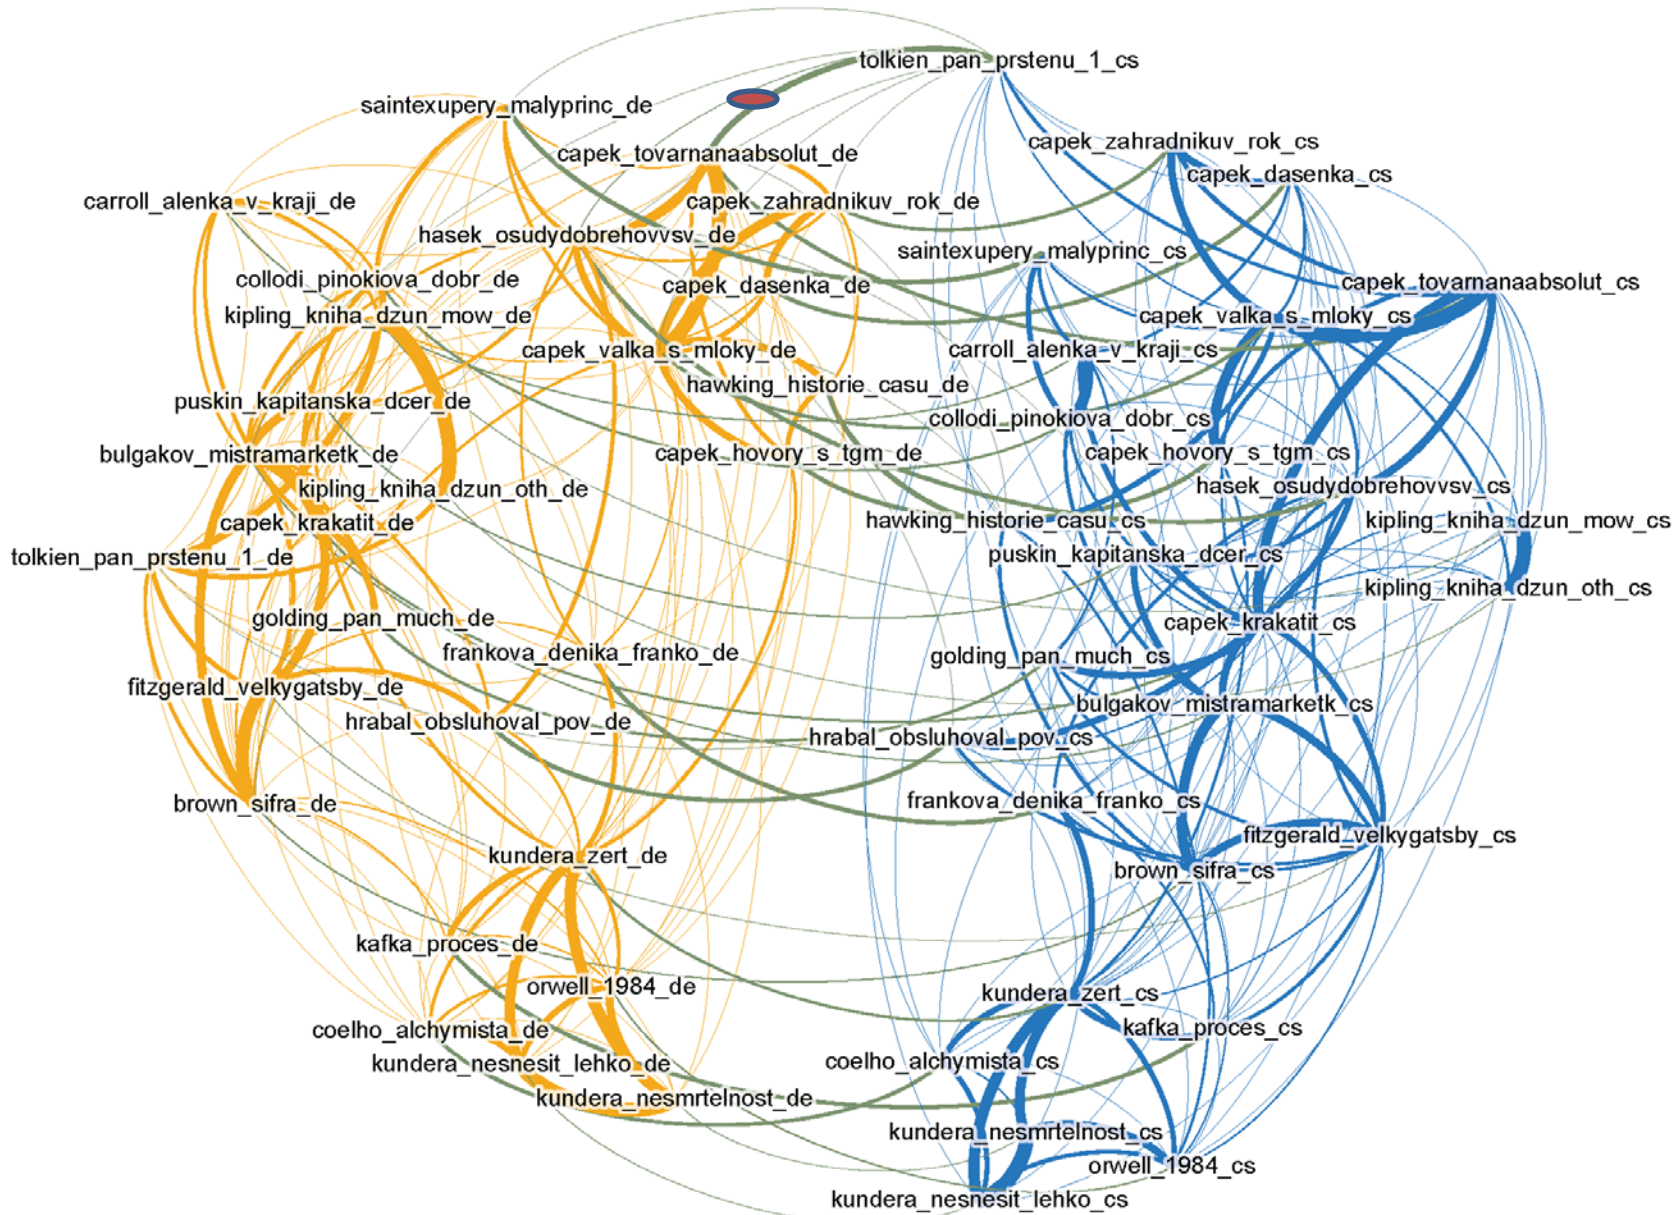 tolkien_pan_prstenu_1_cs
saintexupery_malyprinc_de
capek_zahradnikuv_rok_cs
capek_tovarnanaabsolut_de
capek_dasenka_cs
carroll_alenka_v_kraji_de
capek_zahradnikuv_rok_de
hasek_osudydobrehovvsv_de
saintexupery_malyprinc_cs
collodi_pinokiova_dobr_de
capek_dasenka_de
capek_tovarnanaabsolut_cs
kipling_kniha_dzun_mow_de
capek_valka_s_mloky_cs
capek_valka_s_mloky_de
carroll_alenka_v_kraji_cs
hawking_historie_casu_de
puskin_kapitanska_dcer_de
collodi_pinokiova_dobr_cs
bulgakov_mistramarketk_de
capek_hovory_s_tgm_de
capek_hovory_s_tgm_cs
kipling_kniha_dzun_oth_de
hasek_osudydobrehovvsv_cs
capek_krakatit_de
hawking_historie_casu_cs
kipling_kniha_dzun_mow_cs
tolkien_pan_prstenu_1_de
puskin_kapitanska_dcer_cs
kipling_kniha_dzun_oth_cs
golding_pan_much_de
capek_krakatit_cs
frankova_denika_franko_de
golding_pan_much_cs
fitzgerald_velkygatsby_de
bulgakov_mistramarketk_cs
hrabal_obsluhoval_pov_de
hrabal_obsluhoval_pov_cs
brown_sifra_de
frankova_denika_franko_cs
fitzgerald_velkygatsby_cs
kundera_zert_de
brown_sifra_cs
kafka_proces_de
orwell_1984_de
kundera_zert_cs
coelho_alchymista_de
kafka_proces_cs
kundera_nesnesit_lehko_de
coelho_alchymista_cs
kundera_nesmrtelnost_de
kundera_nesmrtelnost_cs
orwell_1984_cs
kundera_nesnesit_lehko_cs